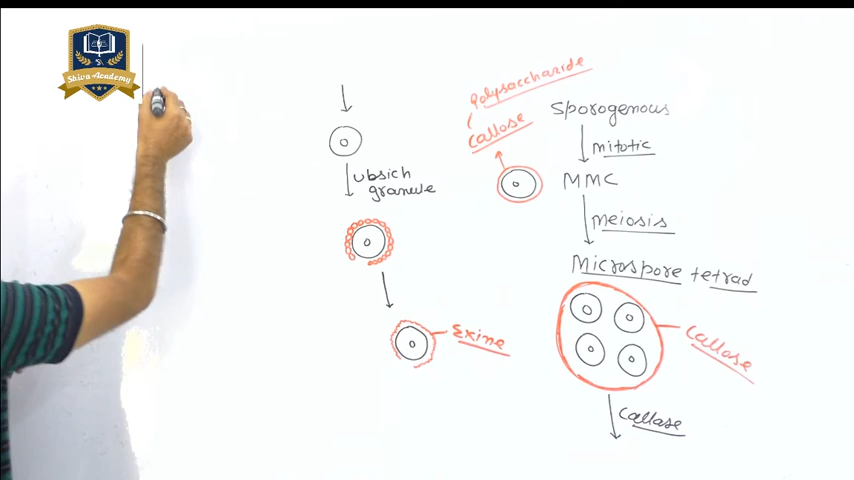 Shiva Academy
Polysaccharide
Callose
Sporogenous
mitotic
MMC
meiosis
Microspore tetrad
Callose
Callase
Ubsich
granule
Exine